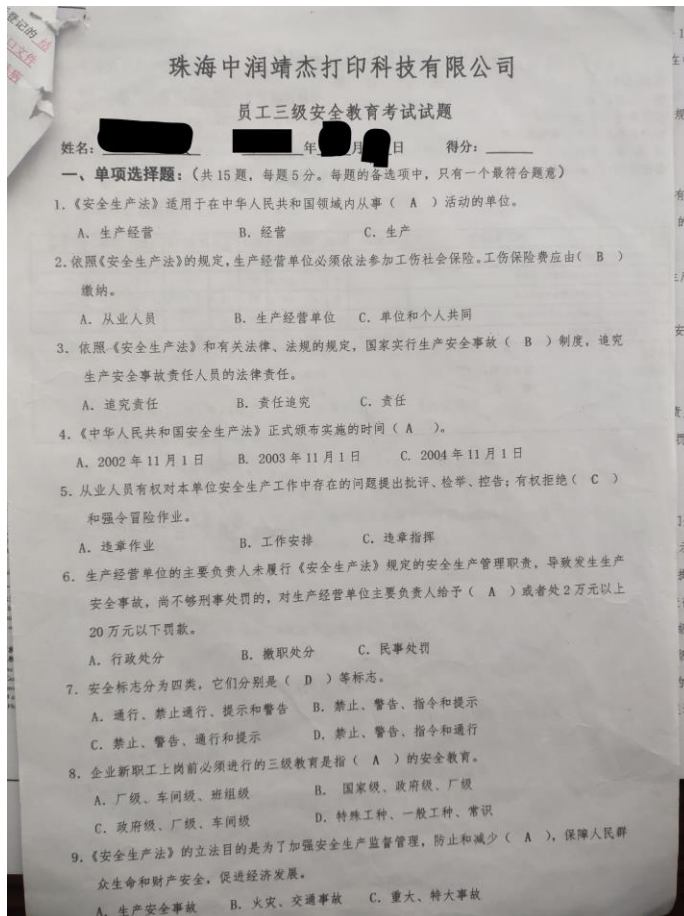 登记的
口文件
珠海中润靖杰打印科技有限公司
员工三级安全教育考试试题
姓名： 年 月 日 得分：
一、单项选择题：（共 15 题，每题 5 分。每题的备选项中，只有一个最符合题意）
1.《安全生产法》适用于在中华人民共和国领域内从事（ A ）活动的单位。
A、生产经营 B、经营 C、生产
2.依照《安全生产法》的规定，生产经营单位必须依法参加工伤社会保险。工伤保险费应由（ B ）
缴纳。
A．从业人员 B．生产经营单位 C．单位和个人共同
3．依照《安全生产法》和有关法律、法规的规定，国家实行生产安全事故（ B ）制度，追究
生产安全事故责任人员的法律责任。
A．追究责任 B．责任追究 C．责任
4.《中华人民共和国安全生产法》正式颁布实施的时间（ A ）。
A．2002 年 11 月 1 日 B．2003 年 11 月 1 日 C．2004 年 11 月 1 日
5．从业人员有权对本单位安全生产工作中存在的问题提出批评、检举、控告；有权拒绝（ C ）
和强令冒险作业。
A．违章作业 B．工作安排 C．违章指挥
6．生产经营单位的主要负责人未履行《安全生产法》规定的安全生产管理职责，导致发生生产
安全事故，尚不够刑事处罚的，对生产经营单位主要负责人给予（ A ）或者处 2 万元以上
20 万元以下罚款。
A．行政处分 B．撤职处分 C．民事处罚
7．安全标志分为四类，它们分别是（ D ）等标志。
A．通行、禁止通行、提示和警告 B．禁止、警告、指令和提示
C．禁止、警告、通行和提示 D．禁止、警告、指令和通行
8．企业新职工上岗前必须进行的三级教育是指（ A ）的安全教育。
A．厂级、车间级、班组级 B．国家级、政府级、厂级
C．政府级、厂级、车间级 D．特殊工种、一般工种、常识
9.《安全生产法》的立法目的是为了加强安全生产监督管理，防止和减少（ A ），保障人民群
众生命和财产安全，促进经济发展。
A．生产安全事故 B．火灾、交通事故 C．重大、特大事故